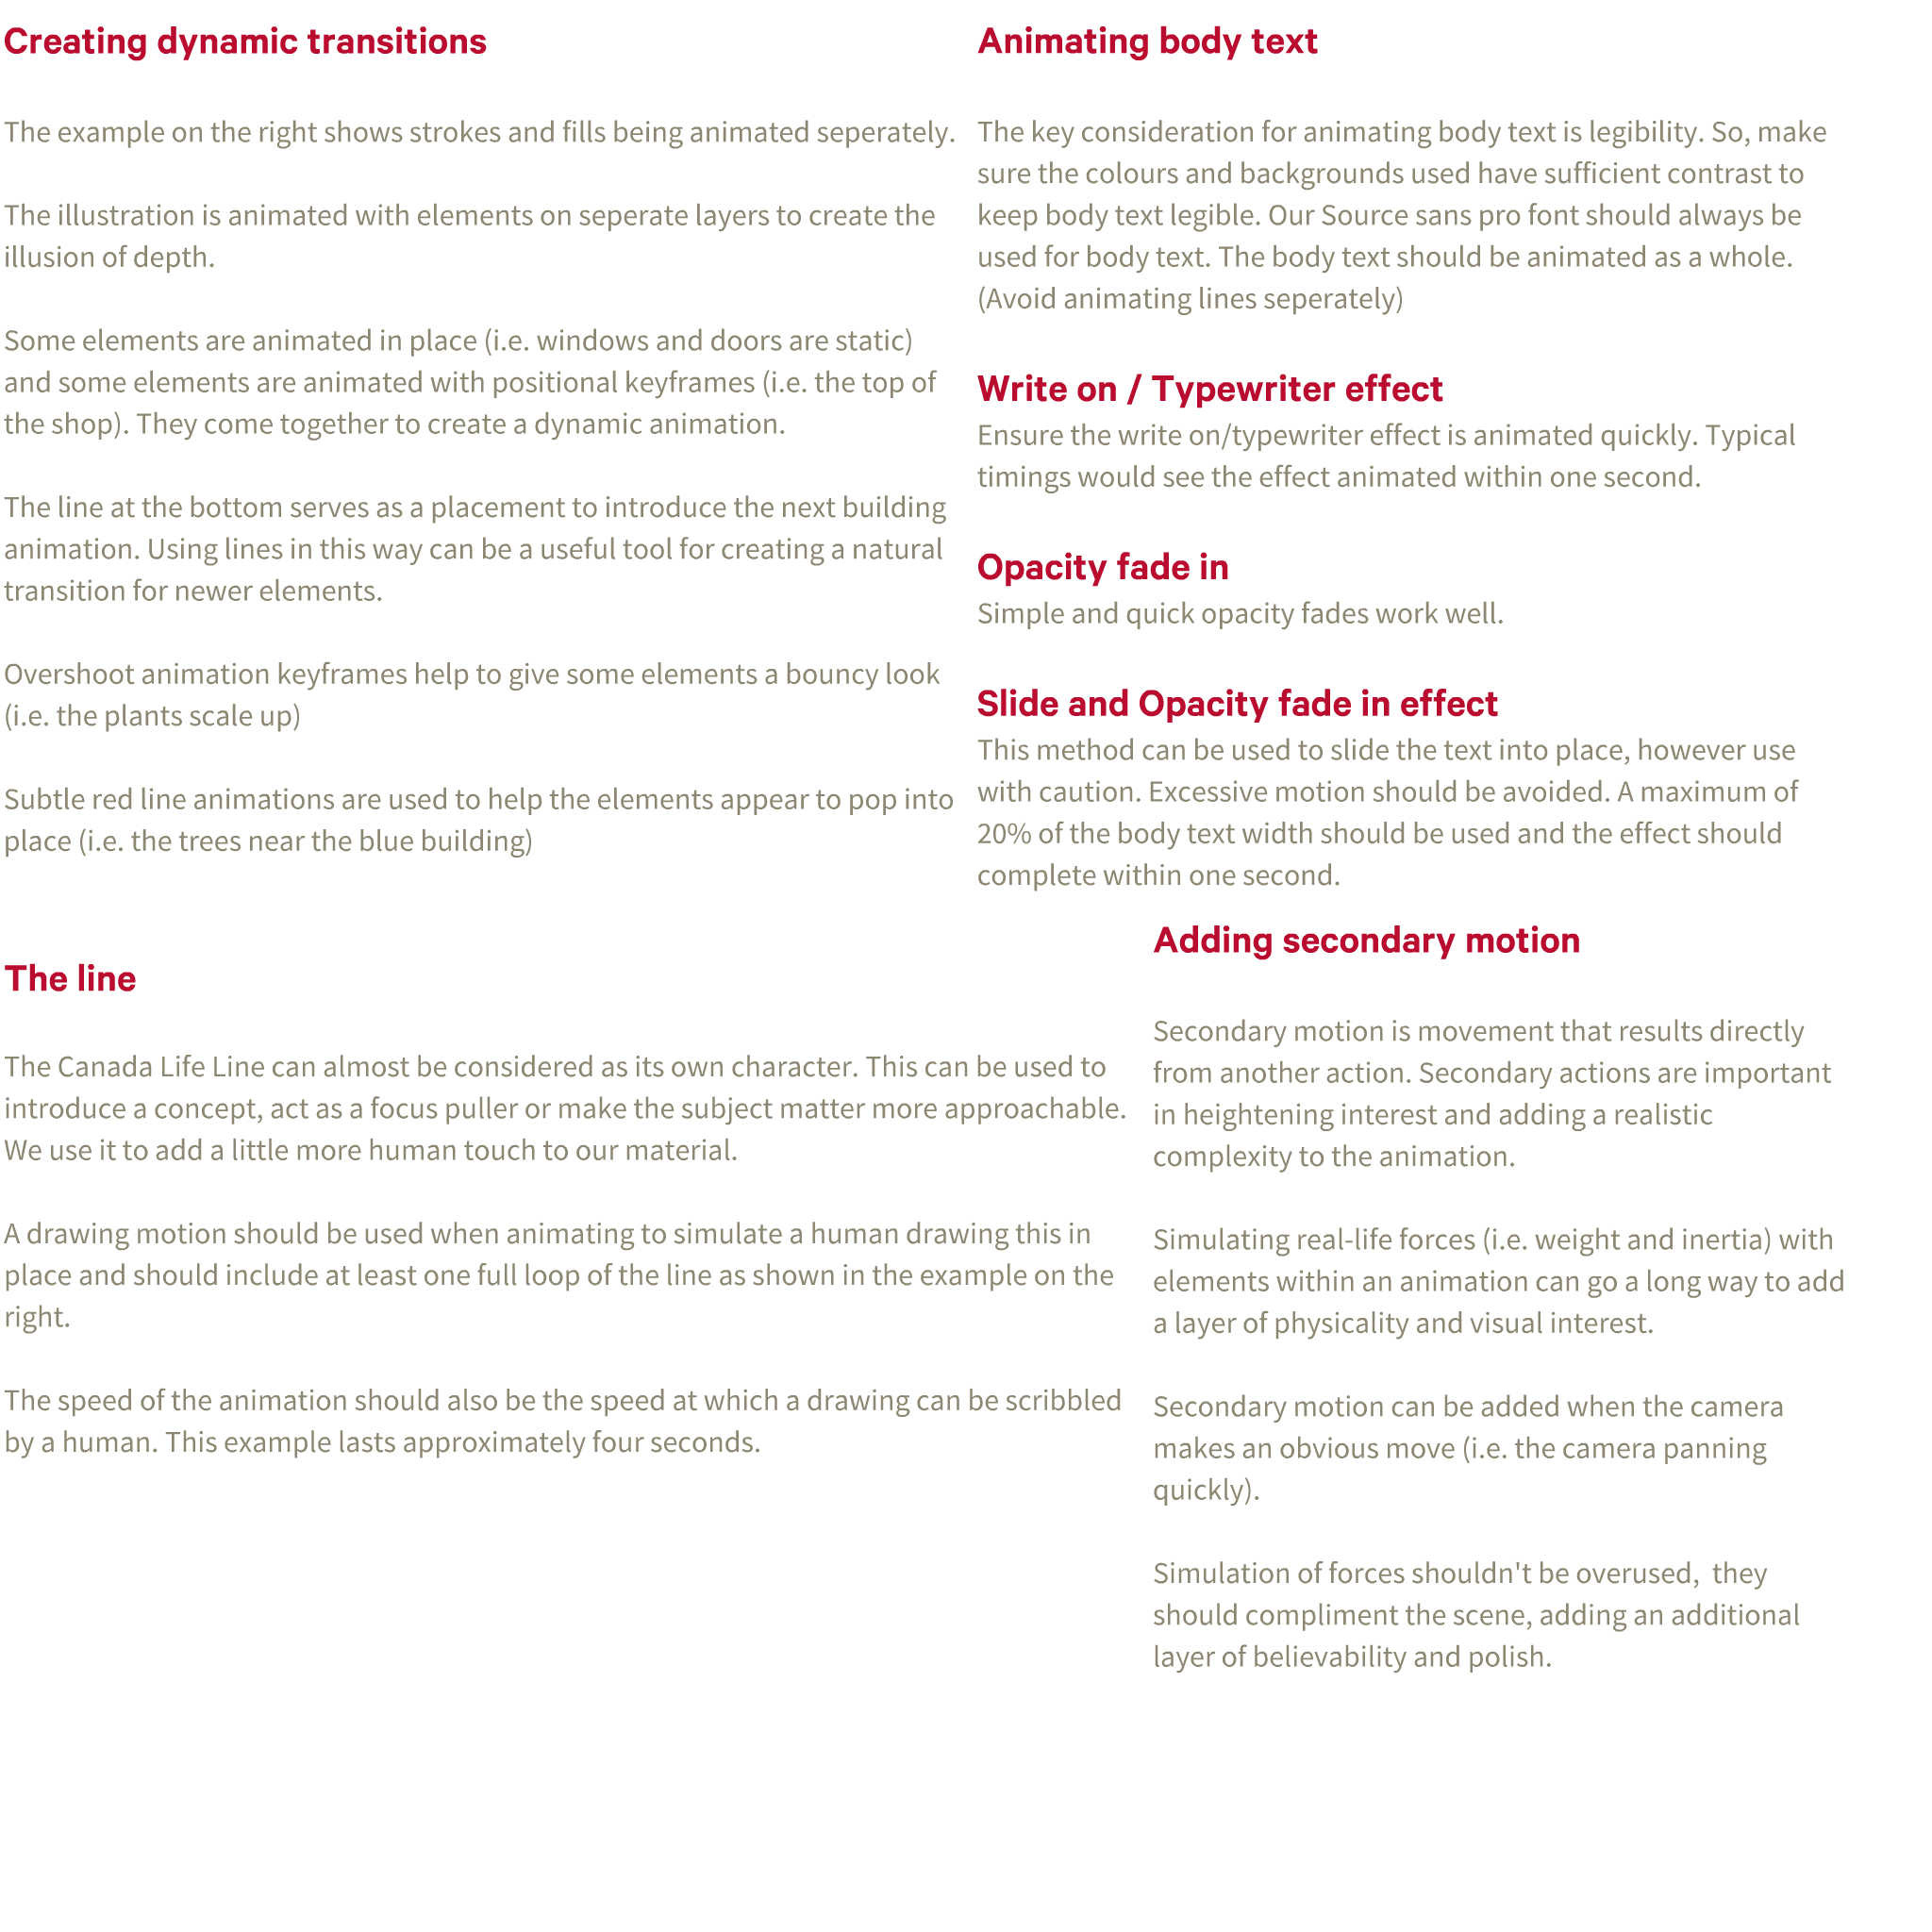 Creating dynamic transitions
The example on the right shows strokes and fills being animated seperately.
The illustration is animated with elements on seperate layers to create the
illusion of depth.
Some elements are animated in place (i.e. windows and doors are static)
and some elements are animated with positional keyframes (i.e. the top of
the shop). They come together to create a dynamic animation.
The line at the bottom serves as a placement to introduce the next building
animation. Using lines in this way can be a useful tool for creating a natural
transition for newer elements.
Overshoot animation keyframes help to give some elements a bouncy look
(i.e. the plants scale up)
Subtle red line animations are used to help the elements appear to pop into
place (i.e. the trees near the blue building)
Animating body text
The key consideration for animating body text is legibility. So, make
sure the colours and backgrounds used have sufficient contrast to
keep body text legible. Our Source sans pro font should always be
used for body text. The body text should be animated as a whole.
(Avoid animating lines seperately)
Write on / Typewriter effect
Ensure the write on/typewriter effect is animated quickly. Typical
timings would see the effect animated within one second.
Opacity fade in
Simple and quick opacity fades work well.
Slide and Opacity fade in effect
This method can be used to slide the text into place, however use
with caution. Excessive motion should be avoided. A maximum of
20% of the body text width should be used and the effect should
complete within one second.
The line
The Canada Life Line can almost be considered as its own character. This can be used to
introduce a concept, act as a focus puller or make the subject matter more approachable.
We use it to add a little more human touch to our material.
A drawing motion should be used when animating to simulate a human drawing this in
place and should include at least one full loop of the line as shown in the example on the
right.
The speed of the animation should also be the speed at which a drawing can be scribbled
by a human. This example lasts approximately four seconds.
Adding secondary motion
Secondary motion is movement that results directly
from another action. Secondary actions are important
in heightening interest and adding a realistic
complexity to the animation.
Simulating real-life forces (i.e. weight and inertia) with
elements within an animation can go a long way to add
a layer of physicality and visual interest.
Secondary motion can be added when the camera
makes an obvious move (i.e. the camera panning
quickly).
Simulation of forces shouldn't be overused,  they
should compliment the scene, adding an additional
layer of believability and polish.